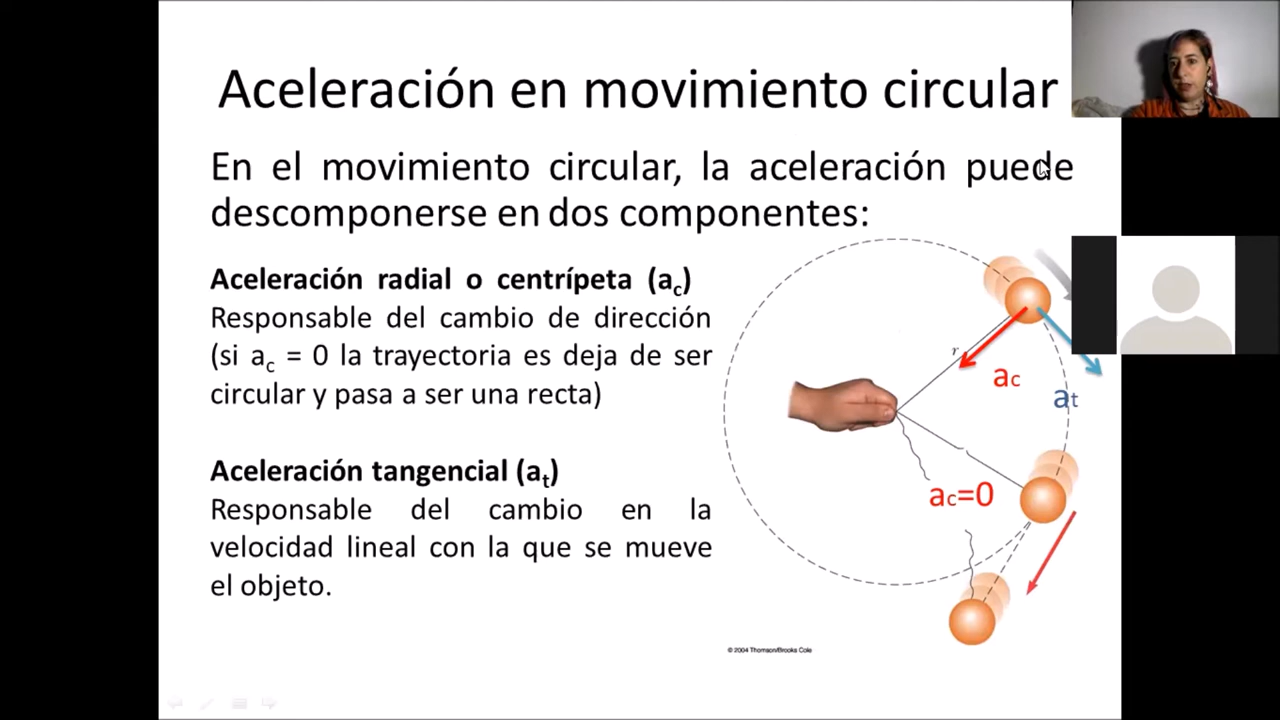 Aceleración en movimiento circular
En el movimiento circular, la aceleración puede
descomponerse en dos componentes:
Aceleración radial o centrípeta (ac)
Responsable del cambio de dirección
(si ac = 0 la trayectoria es deja de ser
circular y pasa a ser una recta)
Aceleración tangencial (at)
Responsable del cambio en la
velocidad lineal con la que se mueve
el objeto.
r
ac
at
ac=0
© 2004 Thomson/Brooks Cole